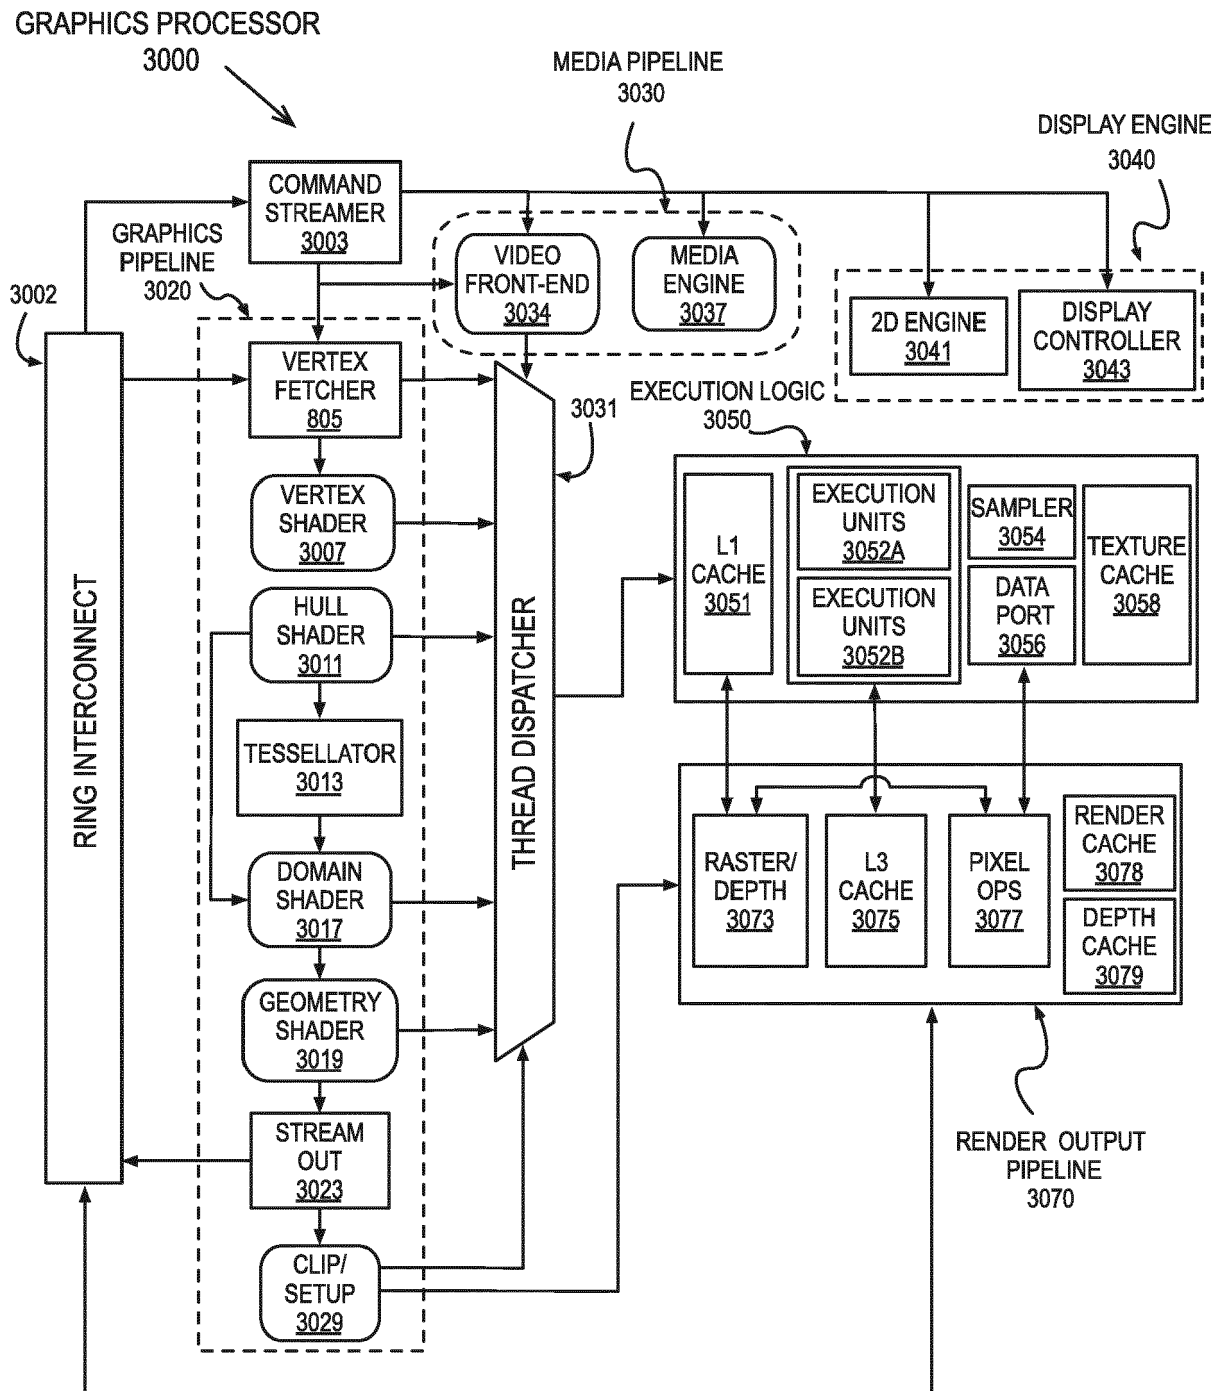 GRAPHICS PROCESSOR
3000
MEDIA PIPELINE
3030
DISPLAY ENGINE
3040
COMMAND
STREAMER
3003
GRAPHICS
PIPELINE
3020
VIDEO
FRONT-END
3034
MEDIA
ENGINE
3037
2D ENGINE
3041
DISPLAY
CONTROLLER
3043
3002
RING INTERCONNECT
VERTEX
FETCHER
805
VERTEX
SHADER
3007
HULL
SHADER
3011
TESSELLATOR
3013
DOMAIN
SHADER
3017
GEOMETRY
SHADER
3019
STREAM
OUT
3023
CLIP/
SETUP
3029
THREAD DISPATCHER
3031
EXECUTION LOGIC
3050
L1
CACHE
3051
EXECUTION
UNITS
3052A
EXECUTION
UNITS
3052B
SAMPLER
3054
DATA
PORT
3056
TEXTURE
CACHE
3058
RASTER/
DEPTH
3073
L3
CACHE
3075
PIXEL
OPS
3077
RENDER
CACHE
3078
DEPTH
CACHE
3079
RENDER OUTPUT
PIPELINE
3070